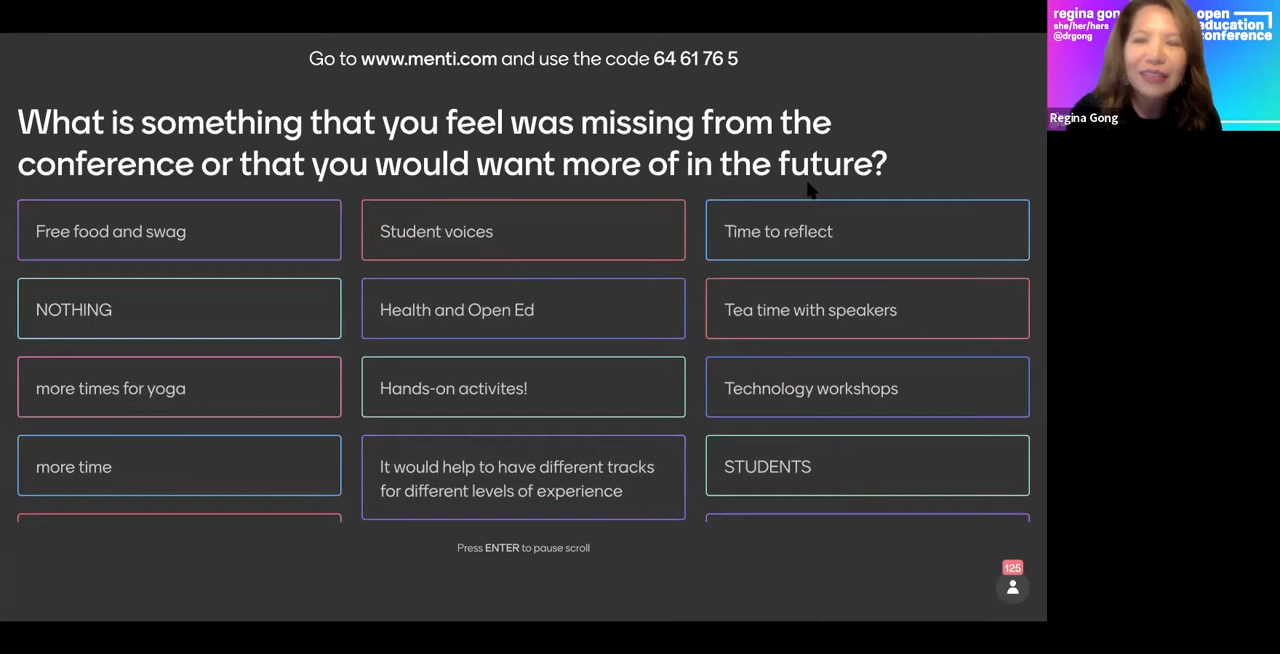 Go to www.menti.com and use the code 64 61 76 5
What is something that you feel was missing from the
conference or that you would want more of in the future?
Free food and swag
Student voices
Time to reflect
NOTHING
Health and Open Ed
Tea time with speakers
more times for yoga
Hands-on activites!
Technology workshops
more time
It would help to have different tracks
for different levels of experience
STUDENTS
Press ENTER to pause scroll
125
regina gon
she/her/hers
@drgong
open
education
conference
Regina Gong